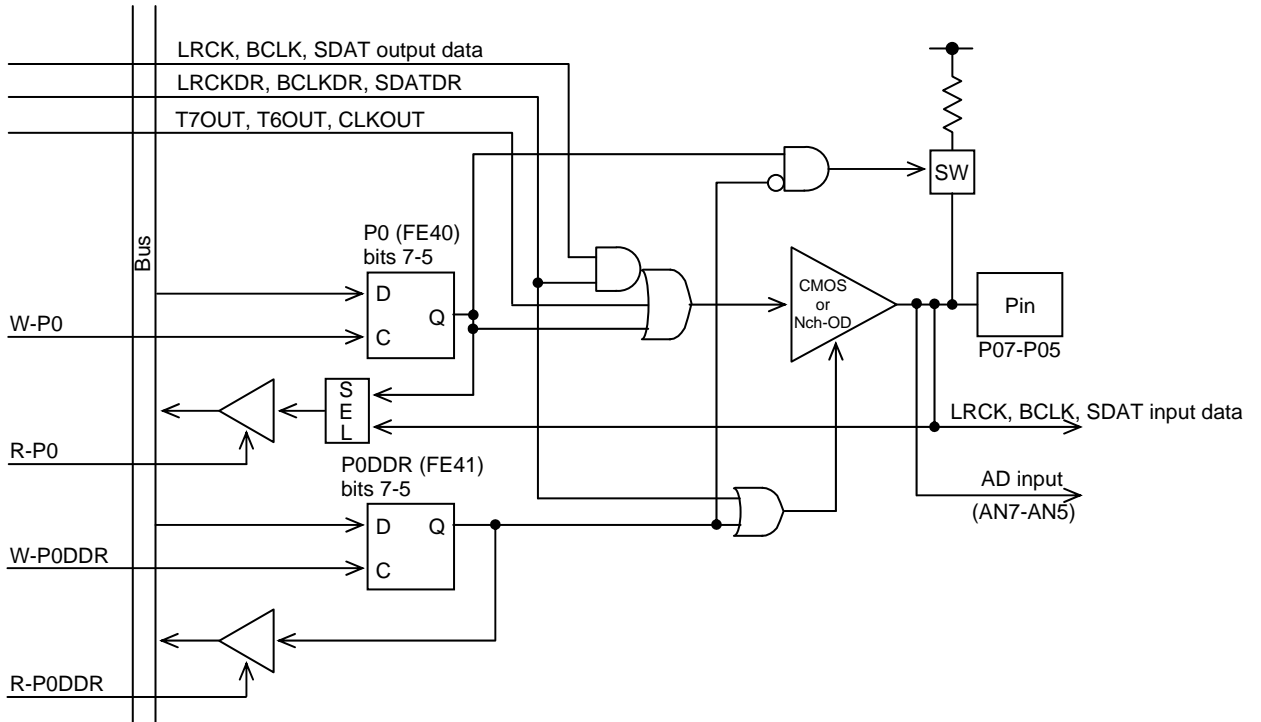 LRCK, BCLK, SDAT output data
LRCKDR, BCLKDR, SDATDR
T7OUT, T6OUT, CLKOUT
SW
Bus
P0 (FE40)
bits 7-5
D
Q
C
W-P0
CMOS
or
Nch-OD
Pin
P07-P05
S
E
L
LRCK, BCLK, SDAT input data
R-P0
P0DDR (FE41)
bits 7-5
AD input
(AN7-AN5)
D
Q
C
W-P0DDR
R-P0DDR